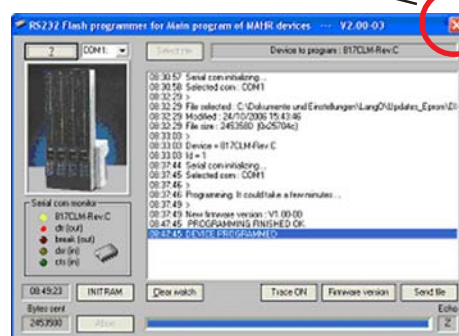 RS232 Flash programmer for Main program of MAHR devices --- V2.00-03
2 COM1: Select file Device to program : 817CLM-Rev:C
08:30:57 Serial com initializing...
08:30:58 Selected com : COM1
08:32:29 >
08:32:29 File selected : C:\Dokumente und Einstellungen\LangO\Updates_Eprom\
08:32:29 Modified : 24/10/2006 15:43:46
08:32:29 File size : 2453580
08:33:03 >
08:33:03 Device = 817CLM-Rev:C
08:33:03 Id = 1
08:37:44 Serial com initializing...
08:37:45 Selected com : COM1
08:37:46 >
08:37:46 Programming. It could take a few minutes...
08:37:49 >
08:37:49 New firmware version : V1.00-00
08:47:45 PROGRAMMING FINISHED OK
08:47:45 DEVICE PROGRAMMED
Serial com monitor
817CLM-Rev:C
dtr (out)
break (out)
dsr (in)
cts (in)
08:49:23 INIT RAM Clear watch Trace ON Firmware version Send file
Bytes sent Echo
2453580 Abort 2